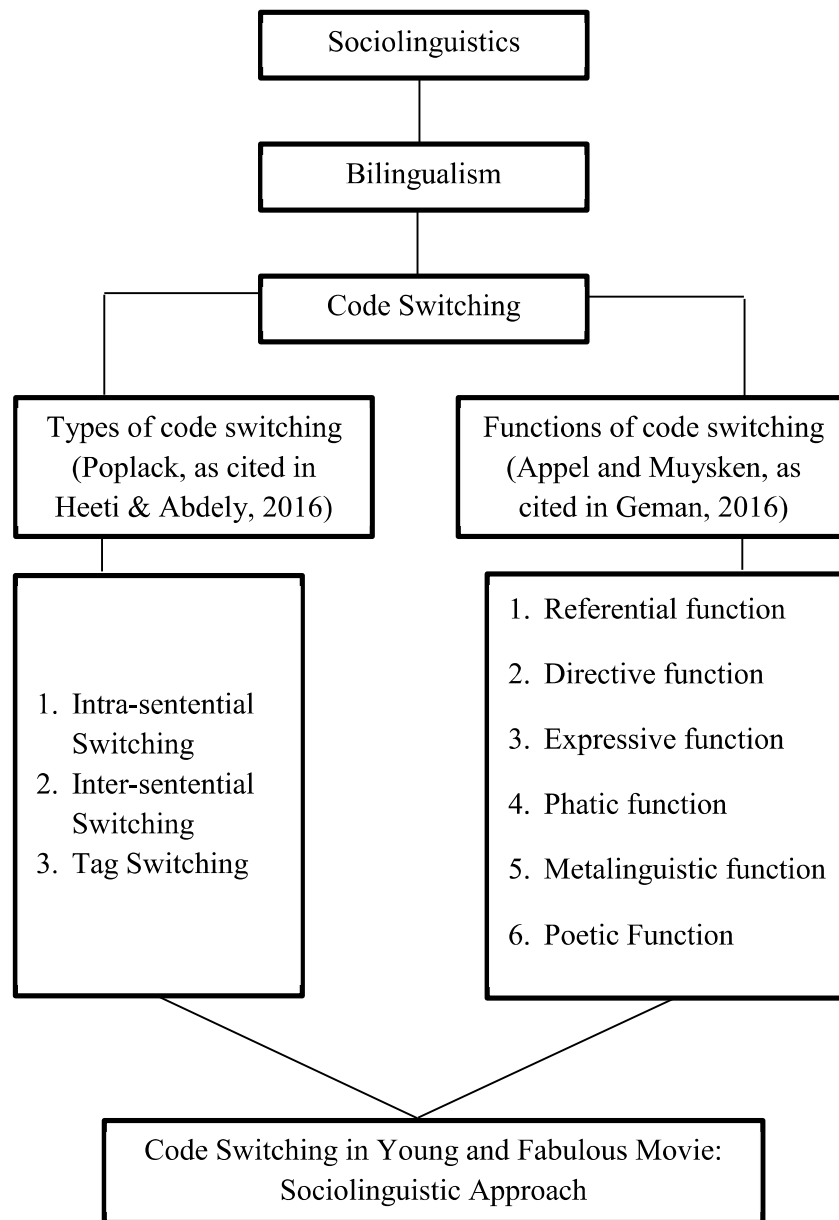 Sociolinguistics
Bilingualism
Code Switching
Types of code switching
(Poplack, as cited in
Heeti & Abdely, 2016)
Functions of code switching
(Appel and Muysken, as
cited in Geman, 2016)
1. Intra-sentential
Switching
2. Inter-sentential
Switching
3. Tag Switching
1. Referential function
2. Directive function
3. Expressive function
4. Phatic function
5. Metalinguistic function
6. Poetic Function
Code Switching in Young and Fabulous Movie:
Sociolinguistic Approach